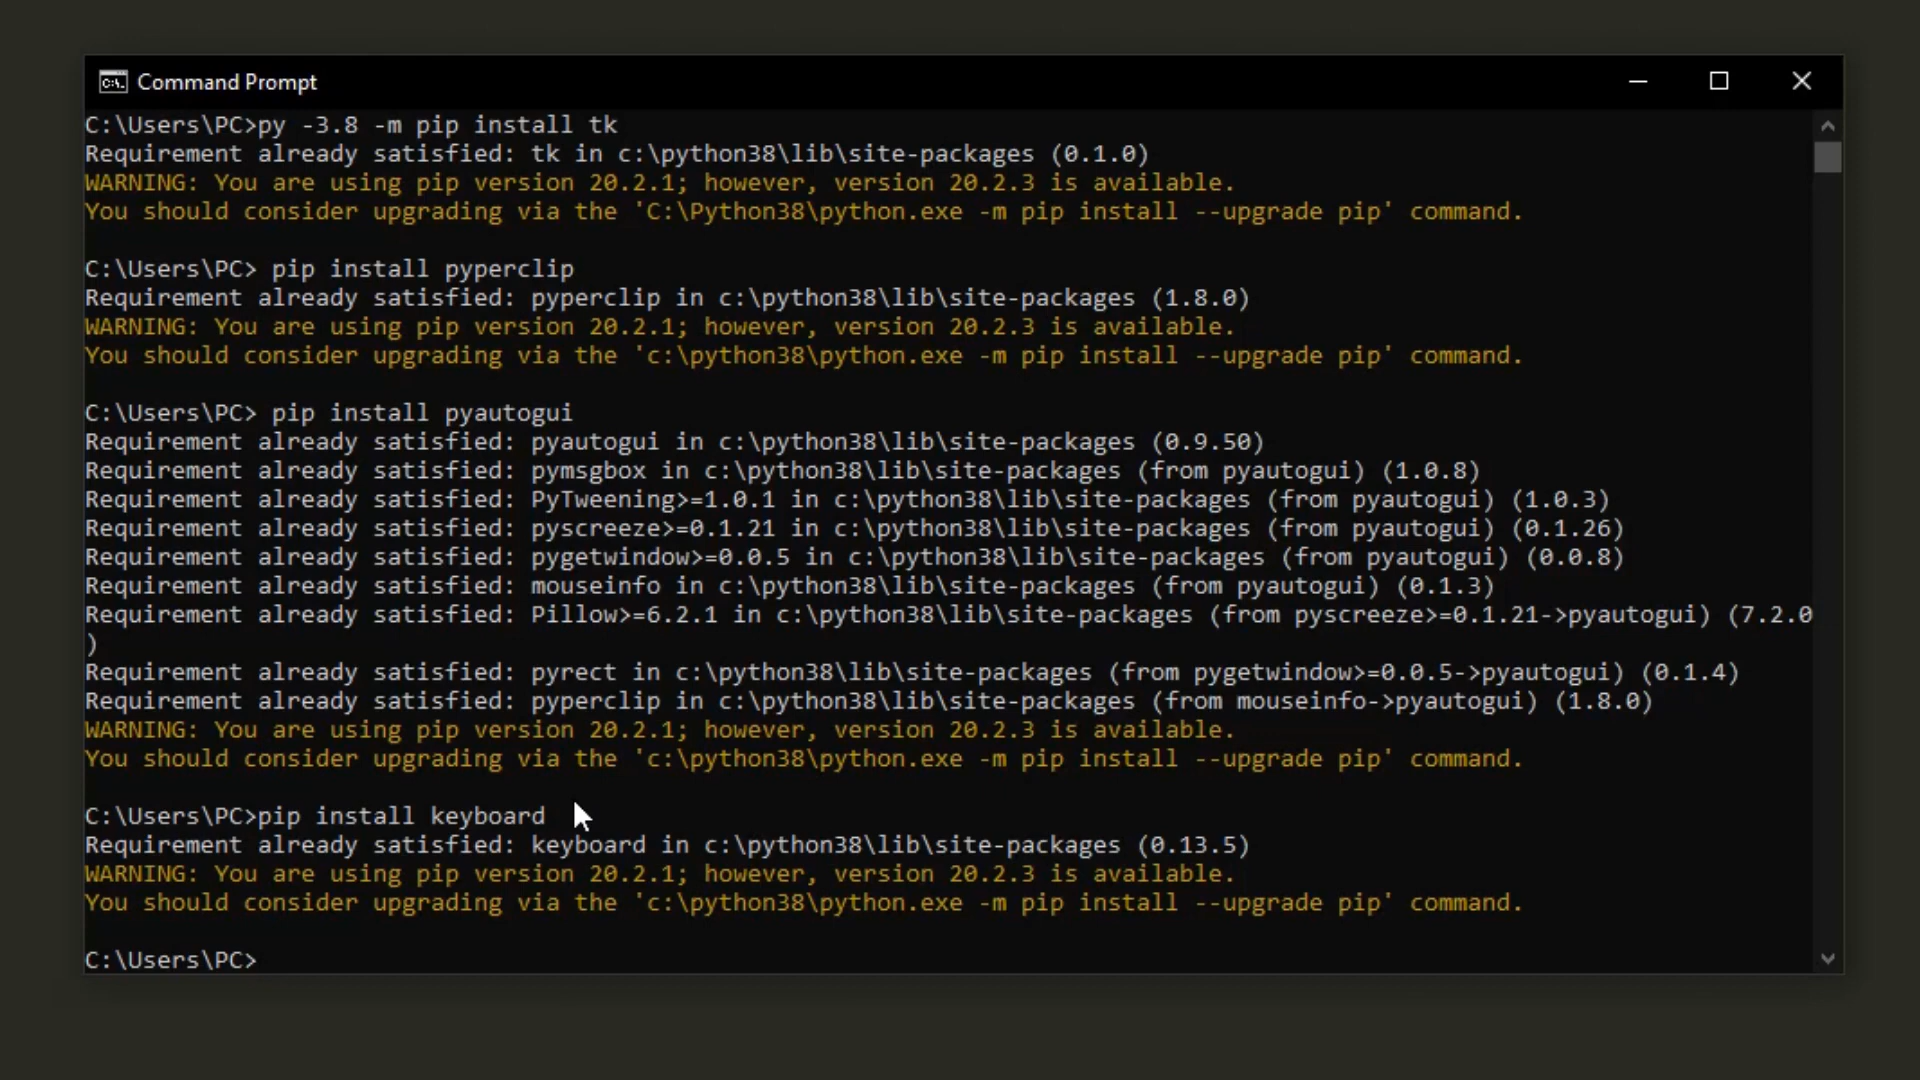 Command Prompt
C:\Users\PC>py -3.8 -m pip install tk
Requirement already satisfied: tk in c:\python38\lib\site-packages (0.1.0)
WARNING: You are using pip version 20.2.1; however, version 20.2.3 is available.
You should consider upgrading via the 'C:\Python38\python.exe -m pip install --upgrade pip' command.
C:\Users\PC> pip install pyperclip
Requirement already satisfied: pyperclip in c:\python38\lib\site-packages (1.8.0)
WARNING: You are using pip version 20.2.1; however, version 20.2.3 is available.
You should consider upgrading via the 'c:\python38\python.exe -m pip install --upgrade pip' command.
C:\Users\PC> pip install pyautogui
Requirement already satisfied: pyautogui in c:\python38\lib\site-packages (0.9.50)
Requirement already satisfied: pymsgbox in c:\python38\lib\site-packages (from pyautogui) (1.0.8)
Requirement already satisfied: PyTweening>=1.0.1 in c:\python38\lib\site-packages (from pyautogui) (1.0.3)
Requirement already satisfied: pyscreeze>=0.1.21 in c:\python38\lib\site-packages (from pyautogui) (0.1.26)
Requirement already satisfied: pygetwindow>=0.0.5 in c:\python38\lib\site-packages (from pyautogui) (0.0.8)
Requirement already satisfied: mouseinfo in c:\python38\lib\site-packages (from pyautogui) (0.1.3)
Requirement already satisfied: Pillow>=6.2.1 in c:\python38\lib\site-packages (from pyscreeze>=0.1.21->pyautogui) (7.2.0
)
Requirement already satisfied: pyrect in c:\python38\lib\site-packages (from pygetwindow>=0.0.5->pyautogui) (0.1.4)
Requirement already satisfied: pyperclip in c:\python38\lib\site-packages (from mouseinfo->pyautogui) (1.8.0)
WARNING: You are using pip version 20.2.1; however, version 20.2.3 is available.
You should consider upgrading via the 'c:\python38\python.exe -m pip install --upgrade pip' command.
C:\Users\PC>pip install keyboard
Requirement already satisfied: keyboard in c:\python38\lib\site-packages (0.13.5)
WARNING: You are using pip version 20.2.1; however, version 20.2.3 is available.
You should consider upgrading via the 'c:\python38\python.exe -m pip install --upgrade pip' command.
C:\Users\PC>